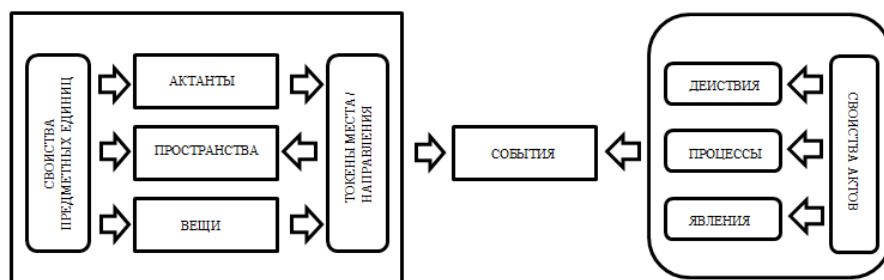 СВОЙСТВА
ПРЕДМЕТНЫХ ЕДИНИЦ
АКТАНТЫ
ПРОСТРАНСТВА
ВЕЩИ
ТОКЕНЫ МЕСТА /
НАПРАВЛЕНИЯ
СОБЫТИЯ
ДЕЙСТВИЯ
ПРОЦЕССЫ
ЯВЛЕНИЯ
СВОЙСТВА АКТОВ